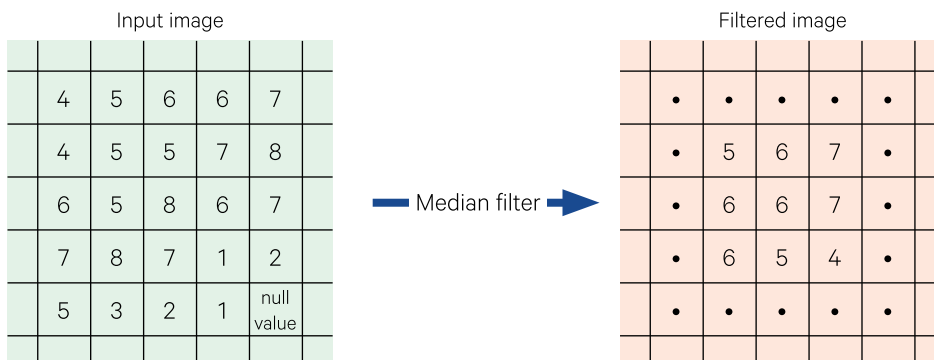 Input image
Filtered image
4 5 6 6 7
4 5 5 7 8
6 5 8 6 7
7 8 7 1 2
5 3 2 1 null
value
Median filter
• • • • •
• 5 6 7 •
• 6 6 7 •
• 6 5 4 •
• • • • •